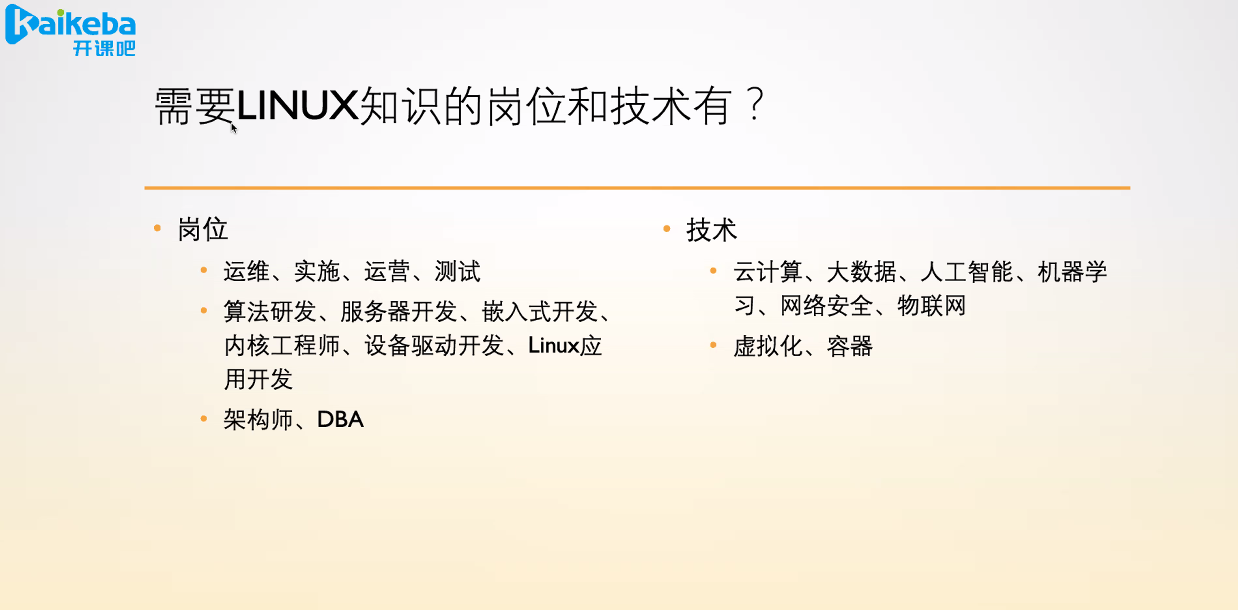 Kaikeba
开课吧
需要LINUX知识的岗位和技术有？
• 岗位
• 运维、实施、运营、测试
• 算法研发、服务器开发、嵌入式开发、
内核工程师、设备驱动开发、Linux应
用开发
• 架构师、DBA
• 技术
• 云计算、大数据、人工智能、机器学
习、网络安全、物联网
• 虚拟化、容器